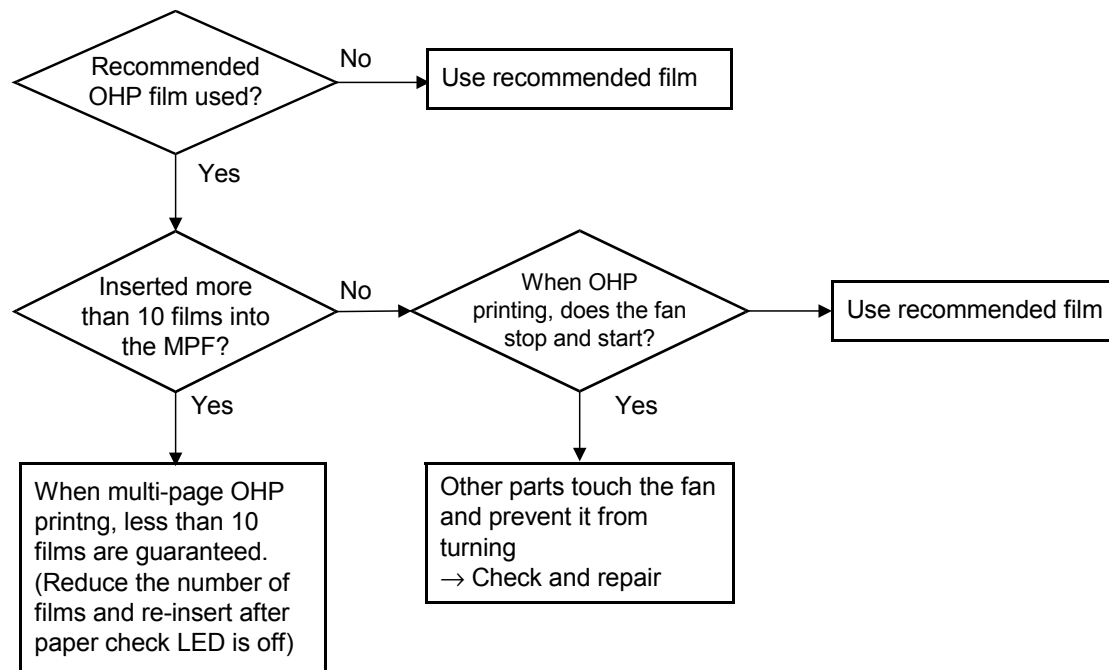 Recommended
OHP film used?
No
Use recommended film
Yes
Inserted more
than 10 films into
the MPF?
No
When OHP
printing, does the fan
stop and start?
Use recommended film
Yes
Yes
When multi-page OHP
printng, less than 10
films are guaranteed.
(Reduce the number of
films and re-insert after
paper check LED is off)
Other parts touch the fan
and prevent it from
turning
→ Check and repair